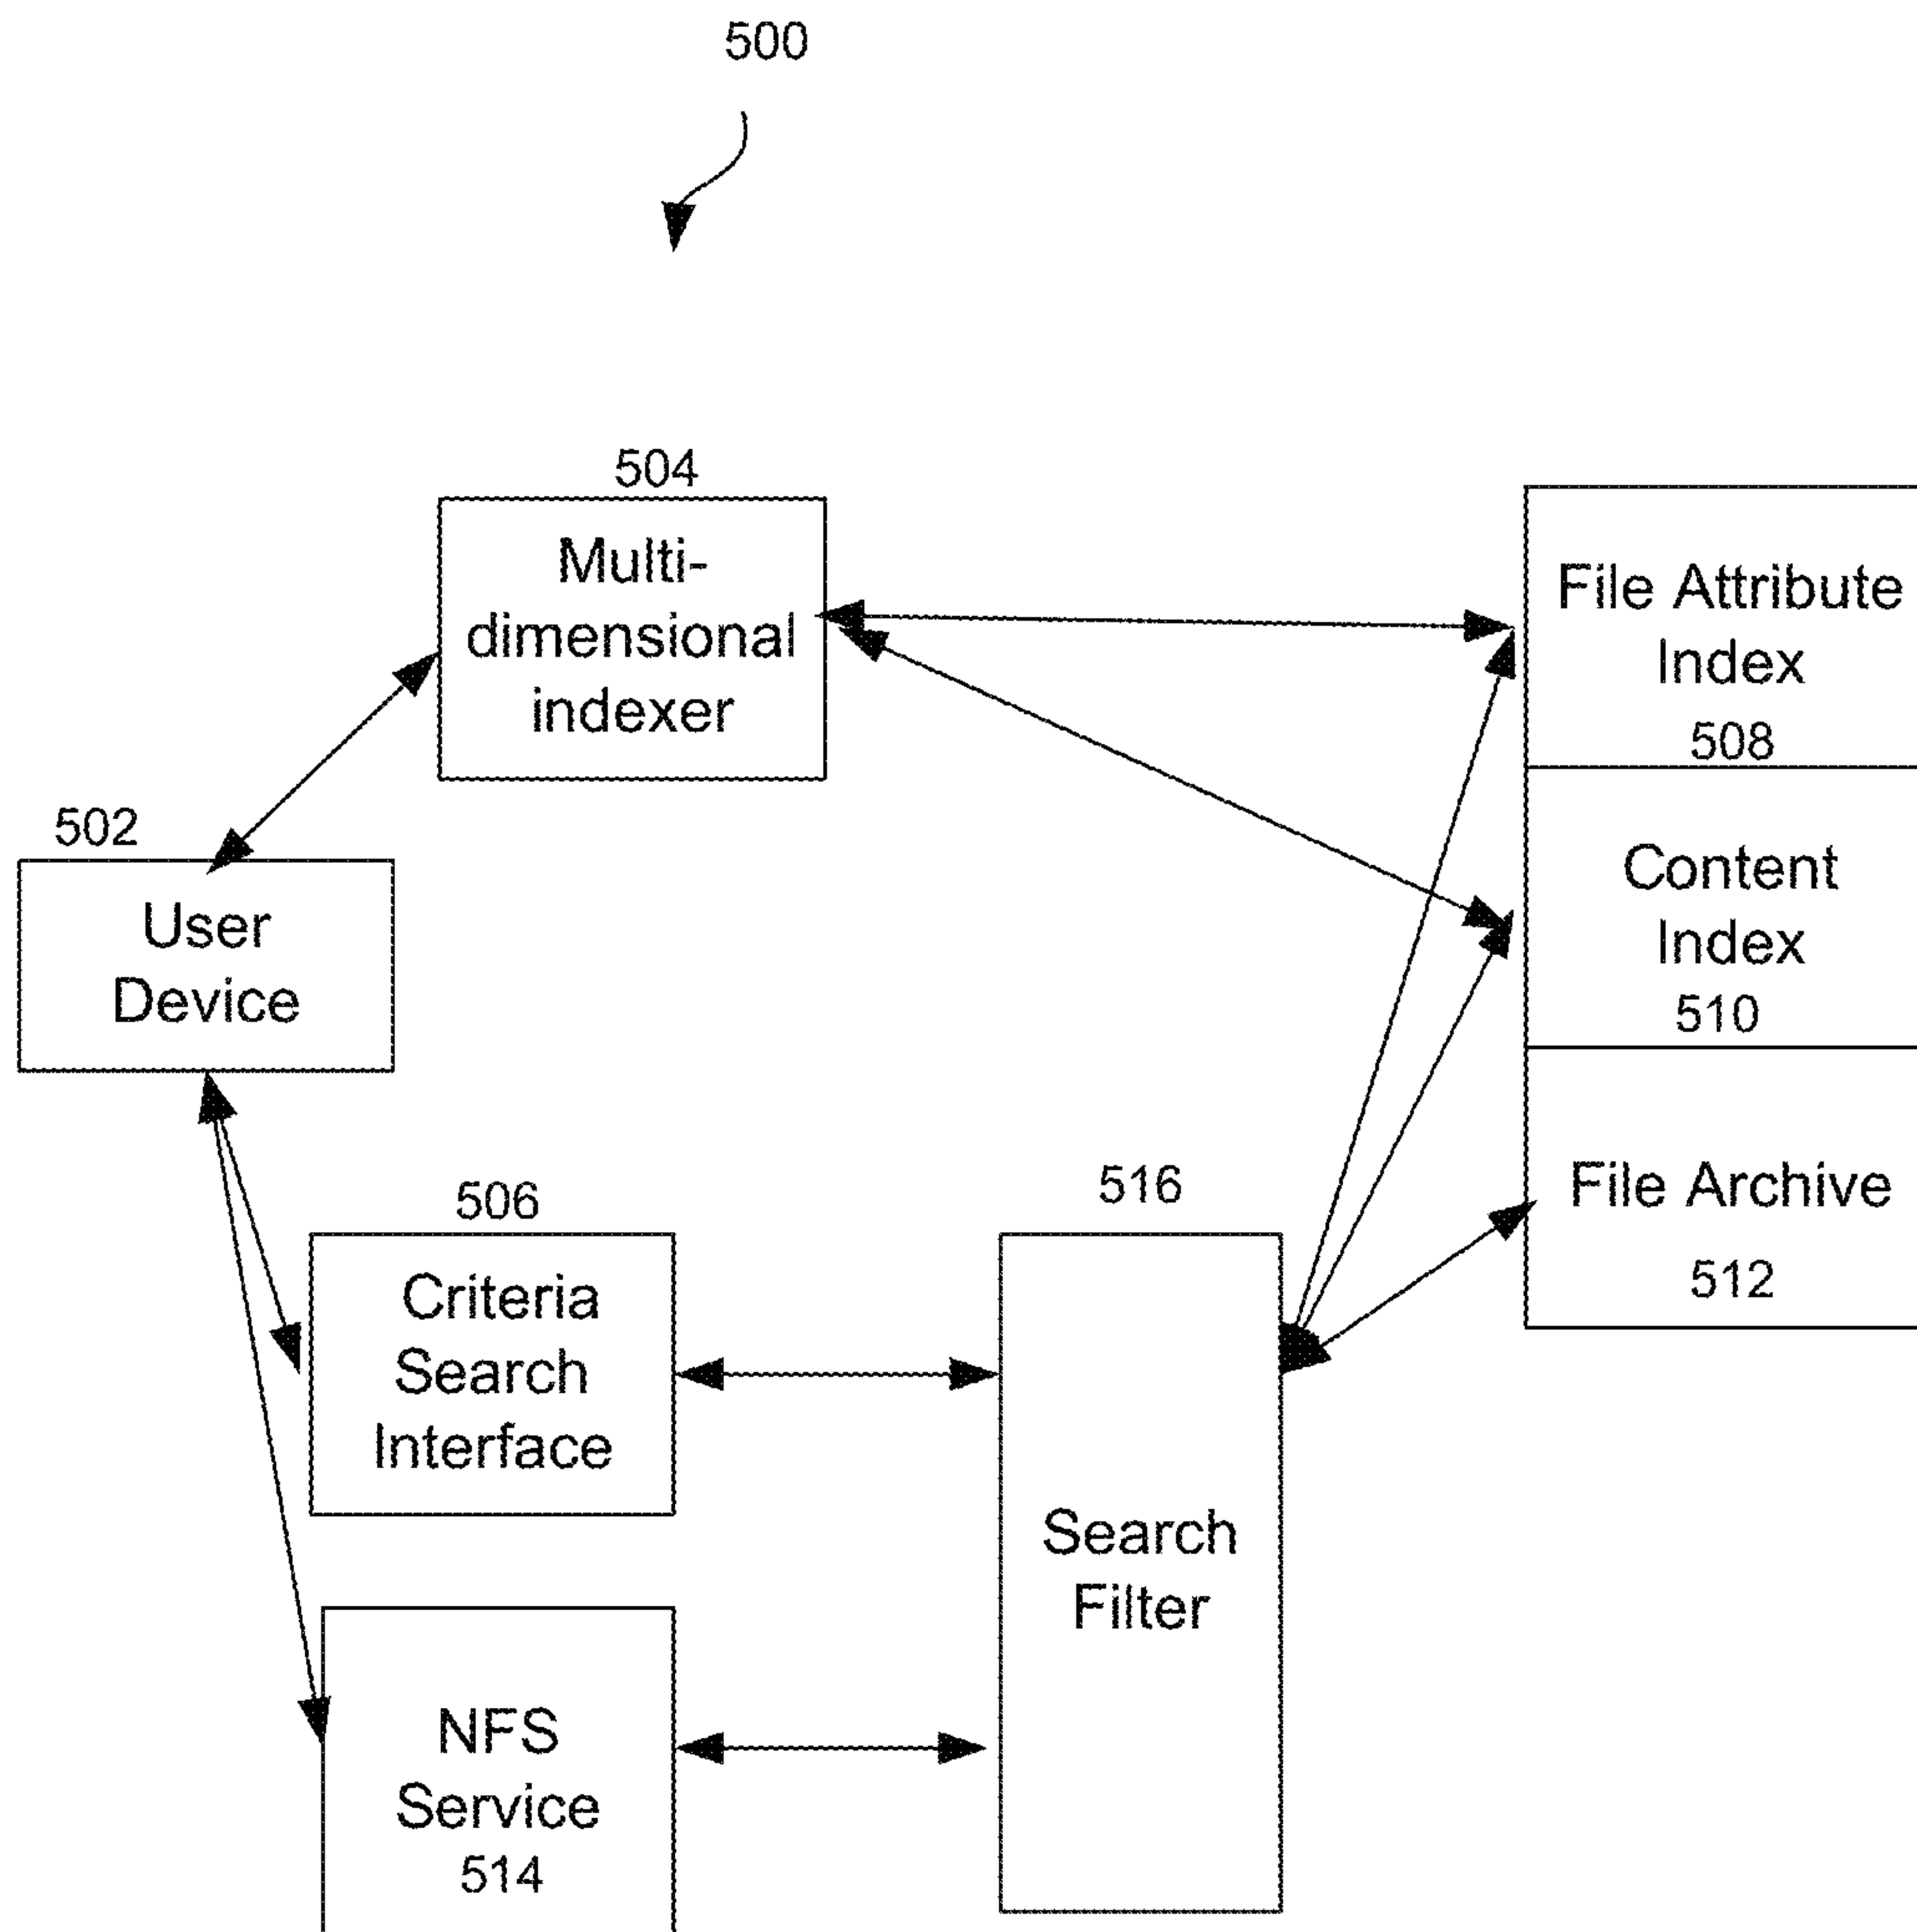 500
504
Multi-
dimensional
indexer
File Attribute
Index
508
502
User
Device
Content
Index
510
506
Criteria
Search
Interface
516
Search
Filter
File Archive
512
NFS
Service
514